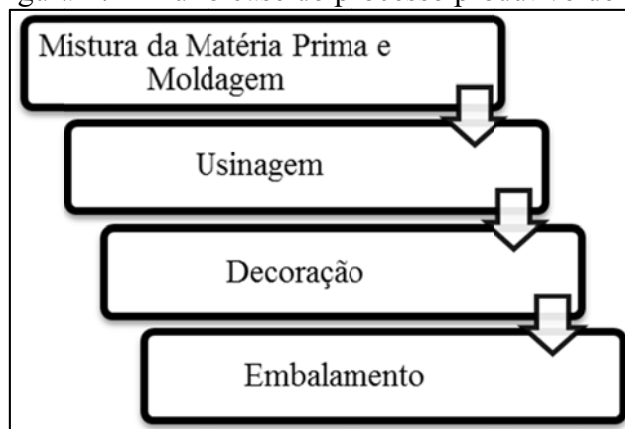 Mistura da Matéria Prima e
Moldagem
Usinagem
Decoração
Embalamento